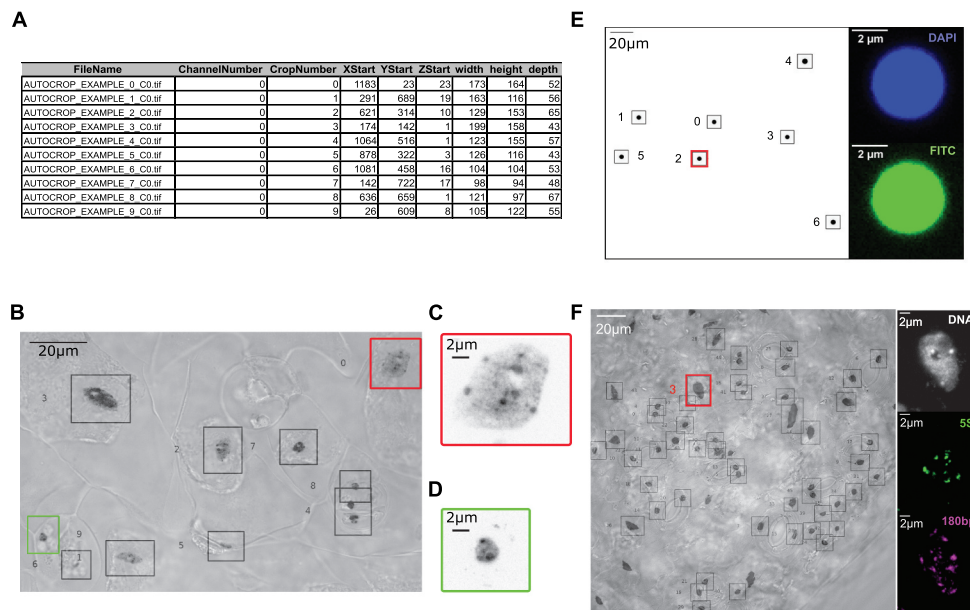 A
FileName ChannelNumber CropNumber XStart YStart ZStart width height depth
AUTOCROP_EXAMPLE_0_C0.tif 0 0 1183 23 23 173 164 52
AUTOCROP_EXAMPLE_1_C0.tif 0 1 291 689 19 163 116 56
AUTOCROP_EXAMPLE_2_C0.tif 0 2 621 314 10 129 153 65
AUTOCROP_EXAMPLE_3_C0.tif 0 3 174 142 1 199 158 43
AUTOCROP_EXAMPLE_4_C0.tif 0 4 1064 516 1 123 155 57
AUTOCROP_EXAMPLE_5_C0.tif 0 5 878 322 3 126 116 43
AUTOCROP_EXAMPLE_6_C0.tif 0 6 1081 458 16 104 104 53
AUTOCROP_EXAMPLE_7_C0.tif 0 7 142 722 17 98 94 48
AUTOCROP_EXAMPLE_8_C0.tif 0 8 636 659 1 121 97 67
AUTOCROP_EXAMPLE_9_C0.tif 0 9 26 609 8 105 122 55
B
20µm
0
3
2
7
8
4
9
5
1
6
C
2µm
D
2µm
E
20µm
4
1
0
3
5
2
6
2 µm
DAPI
2 µm
FITC
F
20µm
3
2µm
DNA
2µm
5S
2µm
180bp